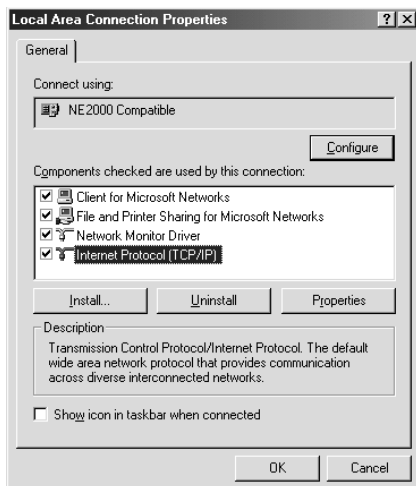 Local Area Connection Properties
General
Connect using:
NE2000 Compatible
Configure
Components checked are used by this connection:
Client for Microsoft Networks
File and Printer Sharing for Microsoft Networks
Network Monitor Driver
Internet Protocol (TCP/IP)
Install... Uninstall Properties
Description
Transmission Control Protocol/Internet Protocol. The default
wide area network protocol that provides communication
across diverse interconnected networks.
Show icon in taskbar when connected
OK Cancel